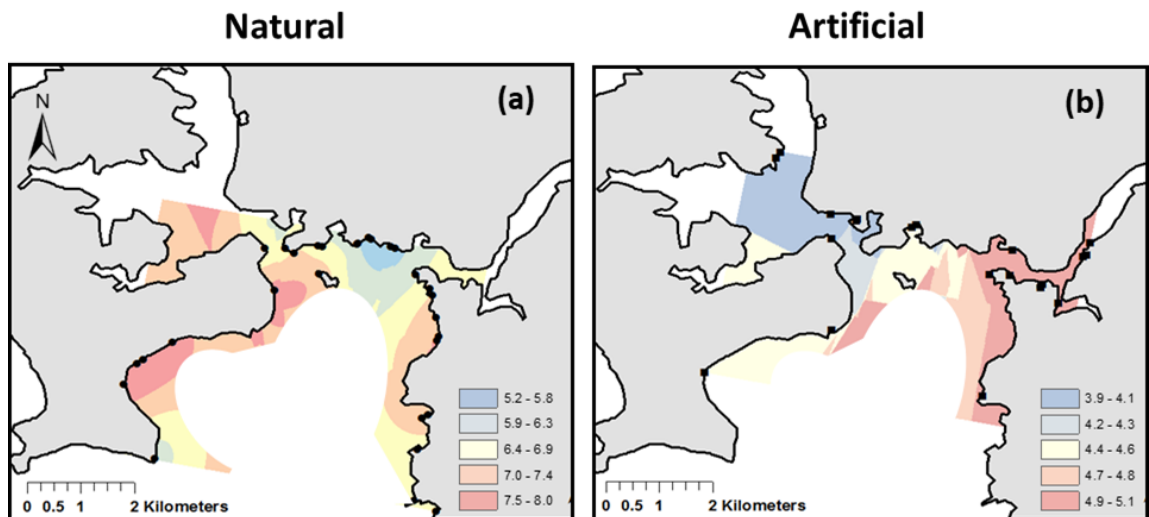 Natural
Artificial
N
(a)
(b)
5.2 - 5.8
5.9 - 6.3
6.4 - 6.9
7.0 - 7.4
7.5 - 8.0
0 0.5 1 2 Kilometers
3.9 - 4.1
4.2 - 4.3
4.4 - 4.6
4.7 - 4.8
4.9 - 5.1
0 0.5 1 2 Kilometers